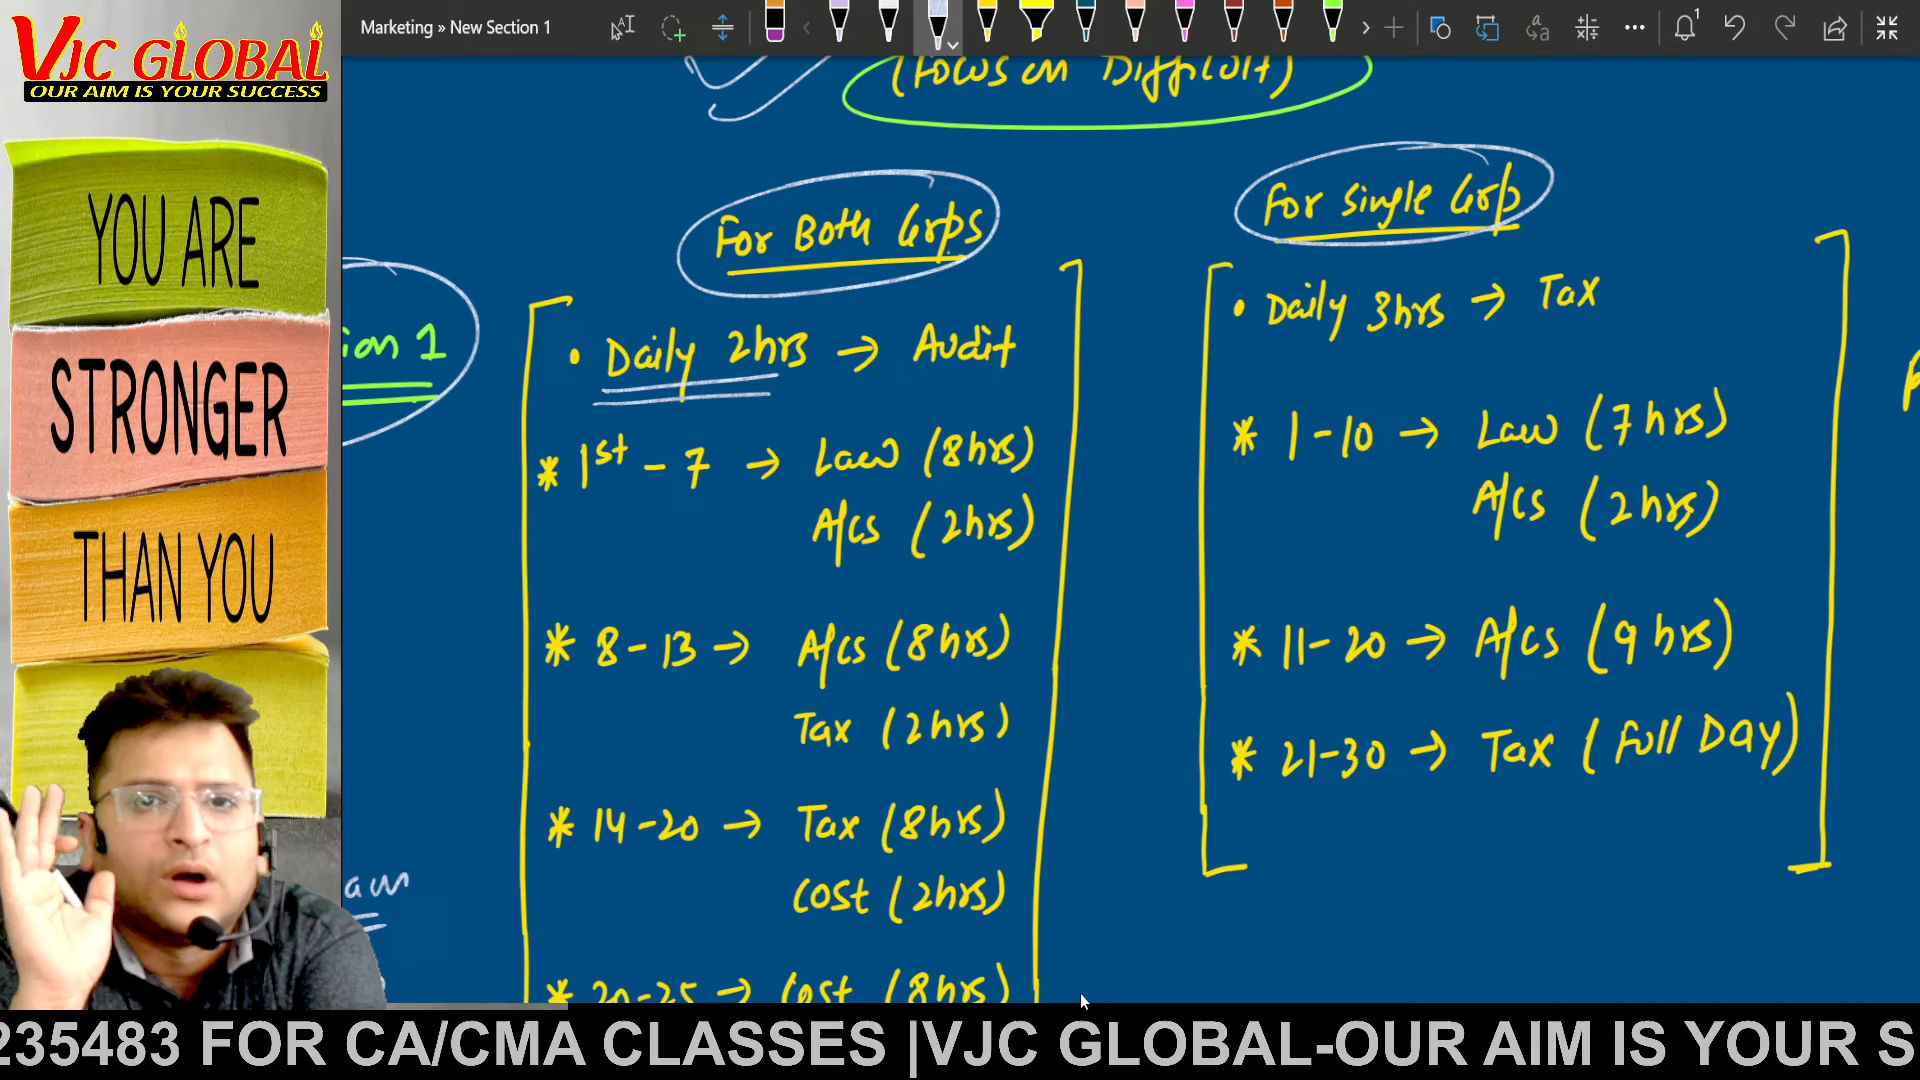 VJC GLOBAL
OUR AIM IS YOUR SUCCESS
YOU ARE
STRONGER
THAN YOU
Marketing » New Section 1
(Focus on Difficult)
For Both Grps
For Single Grp
ion 1
• Daily 2hrs → Audit
* 1st - 7 → Law (8hrs)
A/cs (2hrs)
* 8-13 → A/cs (8hrs)
Tax (2hrs)
* 14-20 → Tax (8hrs)
Cost (2hrs)
* 20-25 → Cost (8hrs)
• Daily 3hrs → Tax
* 1-10 → Law (7hrs)
A/cs (2hrs)
* 11-20 → A/cs (9hrs)
* 21-30 → Tax (Full Day)
235483 FOR CA/CMA CLASSES |VJC GLOBAL-OUR AIM IS YOUR S